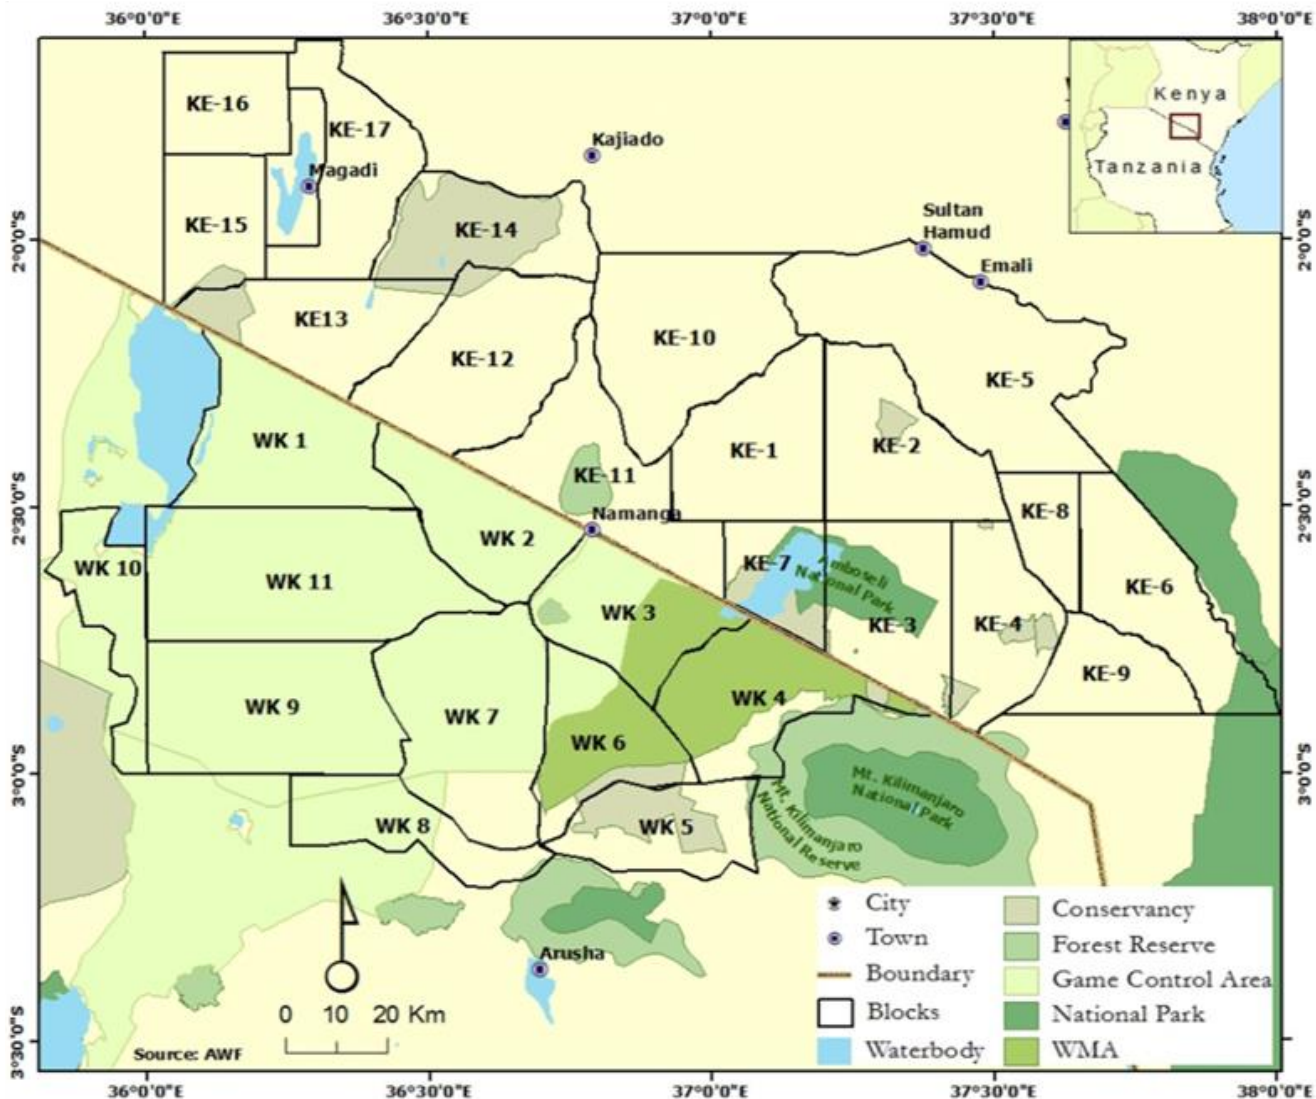 36°0'0"E
36°30'0"E
37°0'0"E
37°30'0"E
38°0'0"E
Kenya
Tanzania
KE-16
KE-17
Kajiado
Magadi
KE-15
KE-14
Sultan
Hamud
Emali
2°0'0"S
2°0'0"S
KE13
KE-12
KE-10
KE-5
WK 1
KE-1
KE-2
KE-11
2°30'0"S
2°30'0"S
Namanga
KE-8
WK 2
WK 10
WK 11
KE-7
Amboseli
National Park
KE-6
WK 3
KE-3
KE-4
KE-9
WK 4
WK 9
WK 7
WK 6
3°0'0"S
3°0'0"S
Mt. Kilimanjaro
National Park
Mt. Kilimanjaro
National Reserve
WK 8
WK 5
Arusha
City
Town
Boundary
Blocks
Waterbody
Conservancy
Forest Reserve
Game Control Area
National Park
WMA
0 10 20 Km
3°30'0"S
Source: AWF
36°0'0"E
36°30'0"E
37°0'0"E
37°30'0"E
38°0'0"E